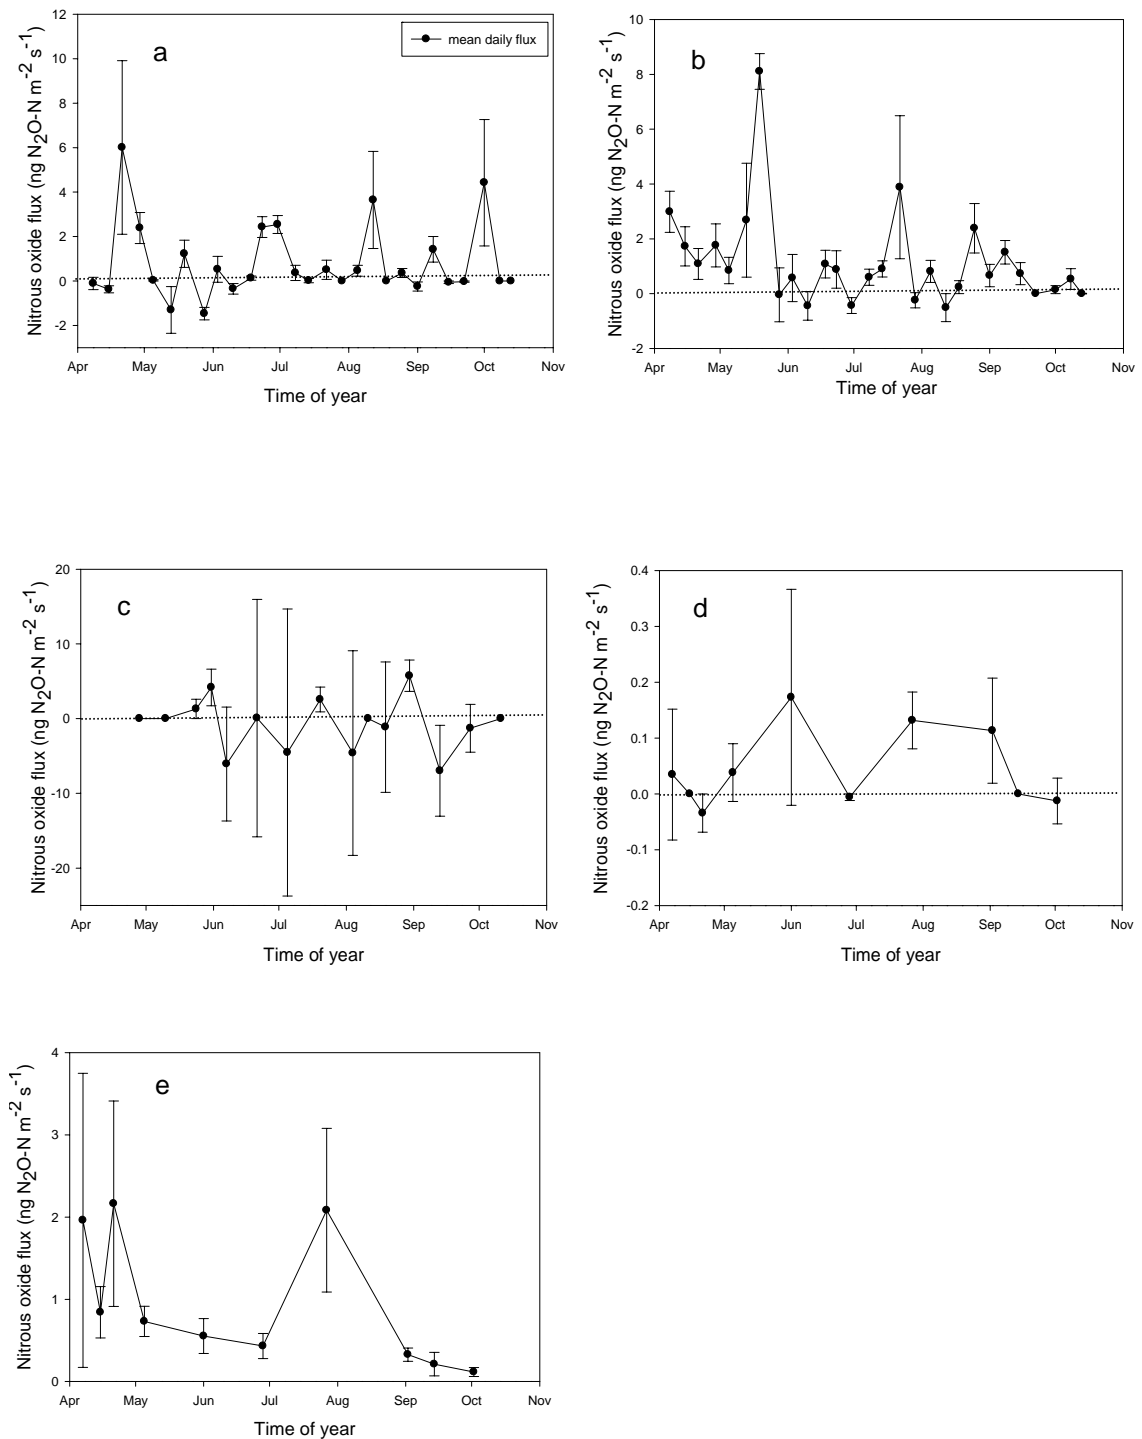 a
mean daily flux
12
10
8
6
4
2
0
-2
Nitrous oxide flux (ng N2O-N m-2 s-1)
Apr May Jun Jul Aug Sep Oct Nov
Time of year
b
10
8
6
4
2
0
-2
Nitrous oxide flux (ng N2O-N m-2 s-1)
Apr May Jun Jul Aug Sep Oct Nov
Time of year
c
20
10
0
-10
-20
Nitrous oxide flux (ng N2O-N m-2 s-1)
Apr May Jun Jul Aug Sep Oct Nov
Time of year
d
0.4
0.3
0.2
0.1
0.0
-0.1
-0.2
Nitrous oxide flux (ng N2O-N m-2 s-1)
Apr May Jun Jul Aug Sep Oct Nov
Time of year
e
4
3
2
1
0
Nitrous oxide flux (ng N2O-N m-2 s-1)
Apr May Jun Jul Aug Sep Oct Nov
Time of year